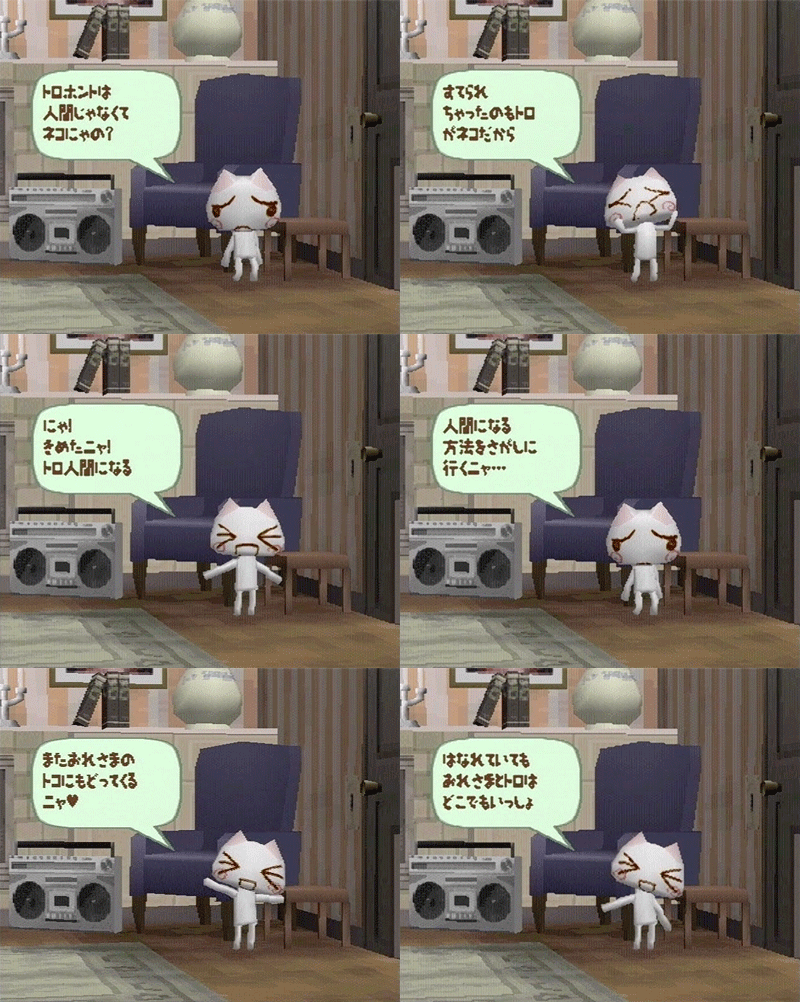 トロホントは
人間じゃなくて
ネコにゃの?
すてられ
ちゃったのもトロ
がネコだから
にゃ!
きめたニャ!
トロ人間になる
人間になる
方法をさがしに
行くニャ…
またおれさまの
トコにもどってくる
ニャ♥
はなれていても
おれさまとトロは
どこでもいっしょ